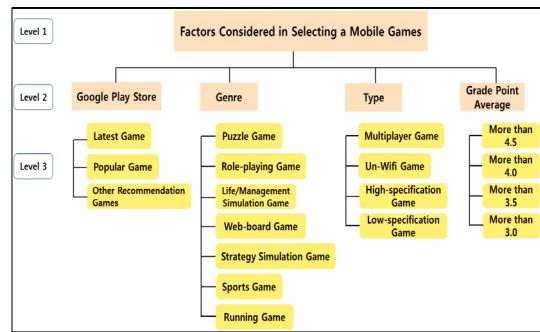 Level 1
Factors Considered in Selecting a Mobile Games
Level 2
Google Play Store
Genre
Type
Grade Point
Average
Level 3
Latest Game
Popular Game
Other Recommendation
Games
Puzzle Game
Role-playing Game
Life/Management
Simulation Game
Web-board Game
Strategy Simulation Game
Sports Game
Running Game
Multiplayer Game
Un-Wifi Game
High-specification
Game
Low-specification
Game
More than
4.5
More than
4.0
More than
3.5
More than
3.0